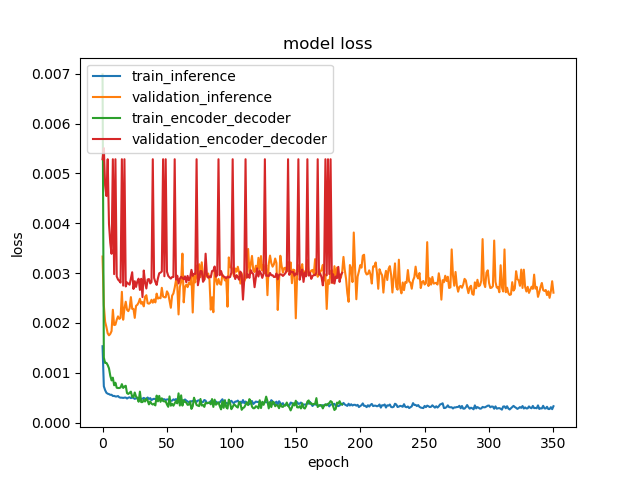 model loss
train_inference
validation_inference
train_encoder_decoder
validation_encoder_decoder
loss
0.007
0.006
0.005
0.004
0.003
0.002
0.001
0.000
0 50 100 150 200 250 300 350
epoch